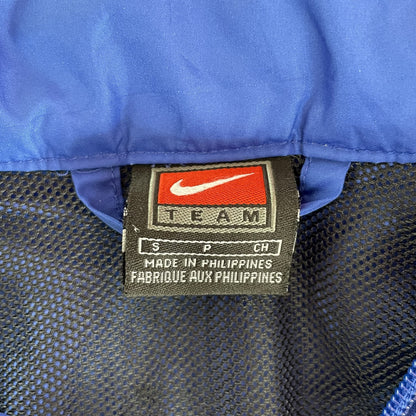 TEAM
S P CH
MADE IN PHILIPPINES
FABRIQUE AUX PHILIPPINES